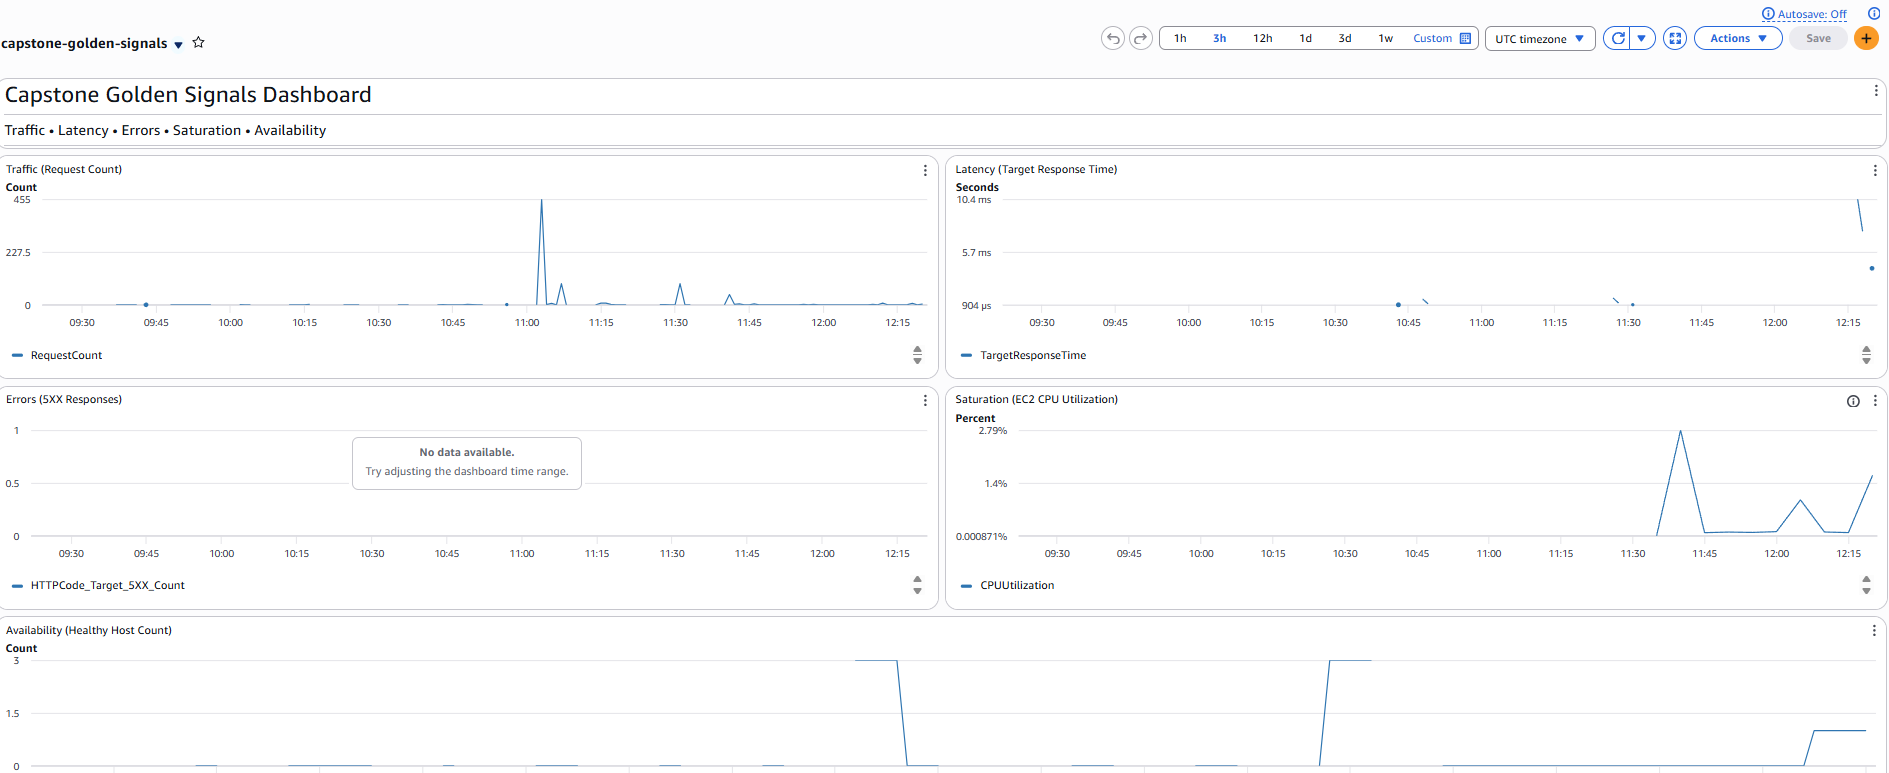 Autosave: Off
capstone-golden-signals
1h 3h 12h 1d 3d 1w Custom UTC timezone Actions Save
Capstone Golden Signals Dashboard
Traffic • Latency • Errors • Saturation • Availability
Traffic (Request Count)
Count
455
227.5
0
09:30 09:45 10:00 10:15 10:30 10:45 11:00 11:15 11:30 11:45 12:00 12:15
RequestCount
Latency (Target Response Time)
Seconds
10.4 ms
5.7 ms
904 µs
09:30 09:45 10:00 10:15 10:30 10:45 11:00 11:15 11:30 11:45 12:00 12:15
TargetResponseTime
Errors (5XX Responses)
1
No data available.
Try adjusting the dashboard time range.
0.5
0
09:30 09:45 10:00 10:15 10:30 10:45 11:00 11:15 11:30 11:45 12:00 12:15
HTTPCode_Target_5XX_Count
Saturation (EC2 CPU Utilization)
Percent
2.79%
1.4%
0.000871%
09:30 09:45 10:00 10:15 10:30 10:45 11:00 11:15 11:30 11:45 12:00 12:15
CPUUtilization
Availability (Healthy Host Count)
Count
3
1.5
0